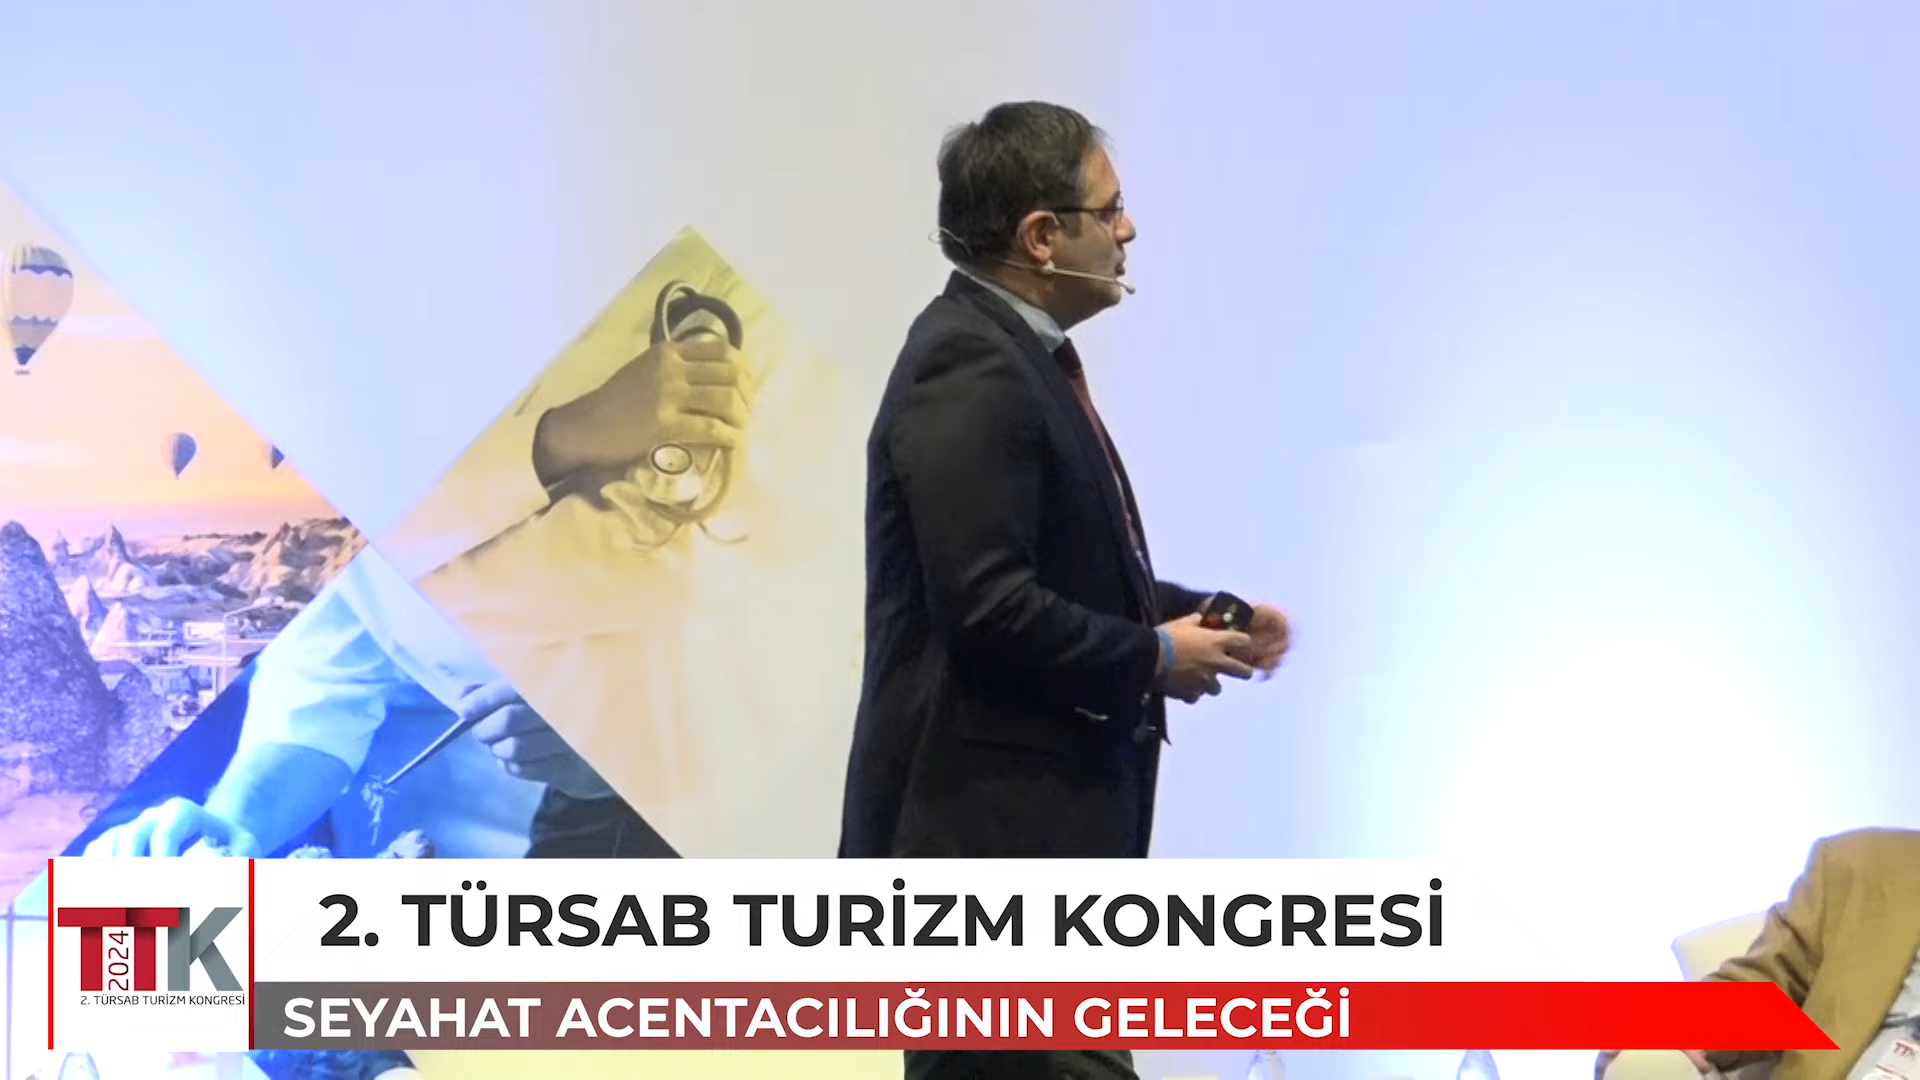 2. TÜRSAB TURİZM KONGRESİ
TTK
2024
2. TÜRSAB TURİZM KONGRESİ
SEYAHAT ACENTACILIĞININ GELECEĞİ